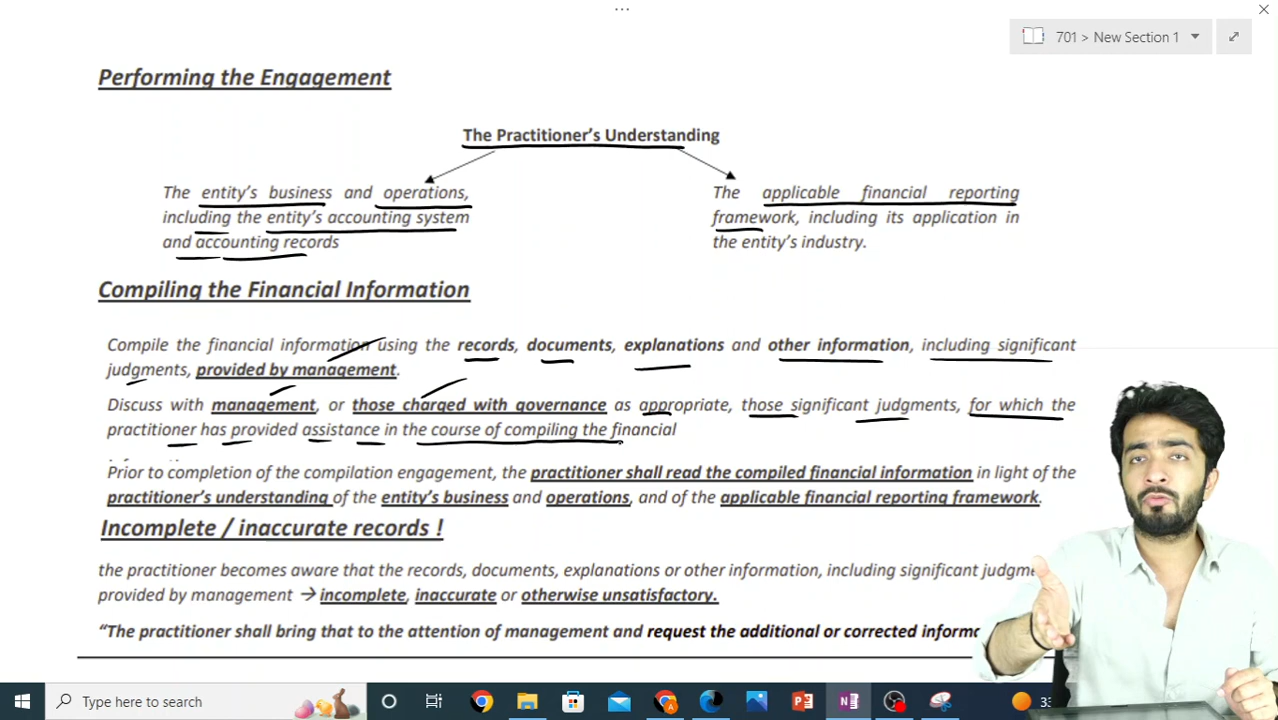 701 > New Section 1
Performing the Engagement
The Practitioner's Understanding
The entity's business and operations,
including the entity's accounting system
and accounting records
The applicable financial reporting
framework, including its application in
the entity's industry.
Compiling the Financial Information
Compile the financial information using the records, documents, explanations and other information, including significant
judgments, provided by management.
Discuss with management, or those charged with governance as appropriate, those significant judgments, for which the
practitioner has provided assistance in the course of compiling the financial
Prior to completion of the compilation engagement, the practitioner shall read the compiled financial information in light of the
practitioner's understanding of the entity's business and operations, and of the applicable financial reporting framework.
Incomplete / inaccurate records !
the practitioner becomes aware that the records, documents, explanations or other information, including significant
provided by management → incomplete, inaccurate or otherwise unsatisfactory.
"The practitioner shall bring that to the attention of management and request the additional or corrected
Type here to search